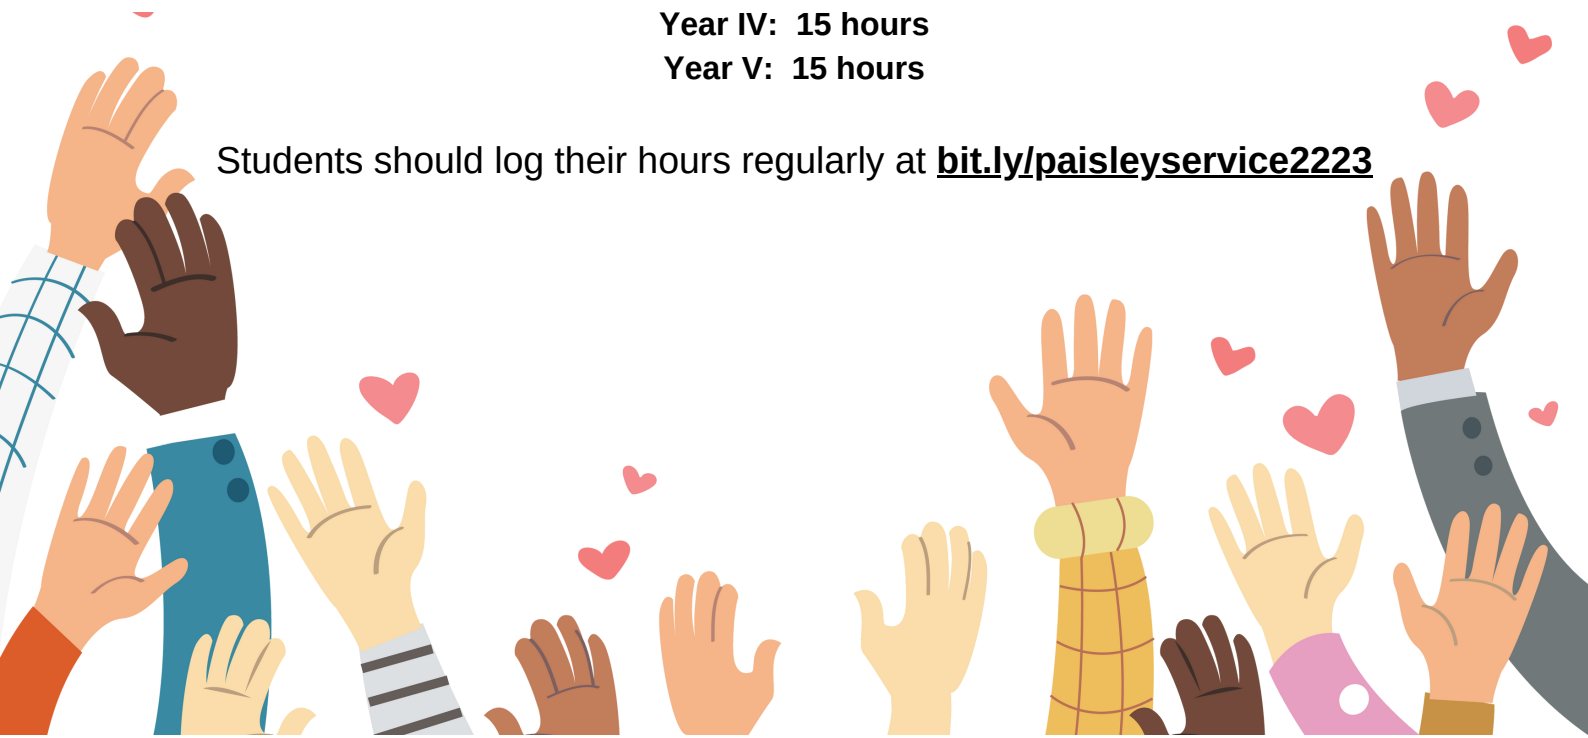 Year IV:  15 hours
Year V:  15 hours
Students should log their hours regularly at bit.ly/paisleyservice2223